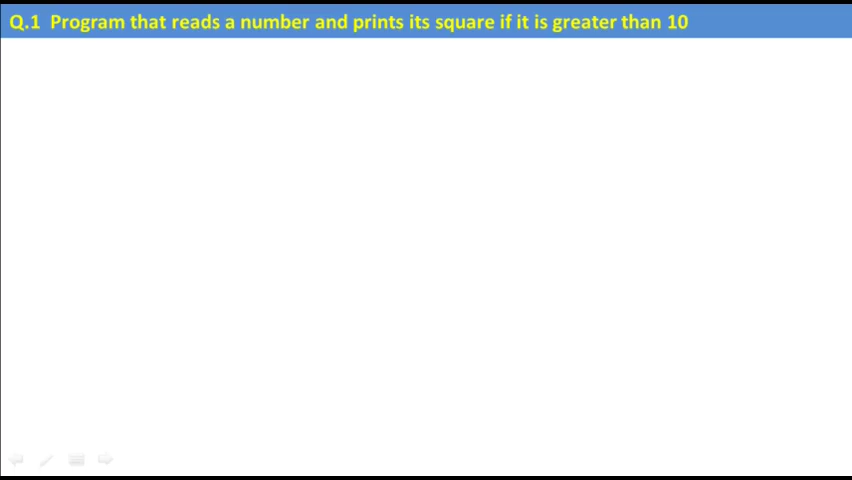 Q.1 Program that reads a number and prints its square if it is greater than 10